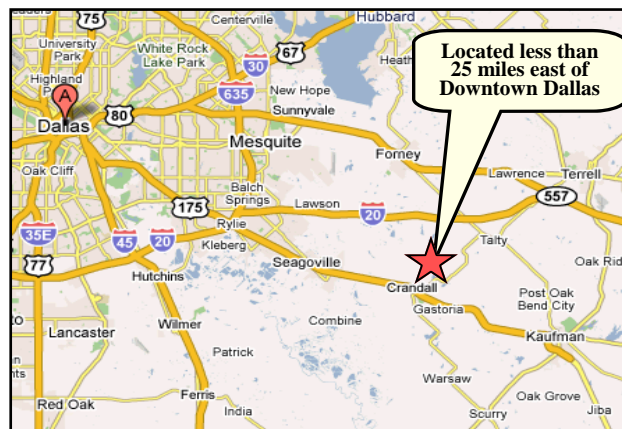 75
Centerville
Hubbard
67
University
Park
White Rock
Lake Park
Heath
Located less than
25 miles east of
Downtown Dallas
Highland
30
635
New Hope
A
80
Sunnyvale
Dallas
Mesquite
Forney
Oak Cliff
Lawrence
Terrell
Balch
Springs
557
175
Lawson
20
35E
45
20
Rylie
Kleberg
Talty
77
Hutchins
Seagoville
Oak Rid
Crandall
Post Oak
Bend City
Gastonia
Wilmer
Combine
Lancaster
Kaufman
Patrick
Warsaw
Red Oak
Ferris
India
Oak Grove
Scurry
Jiba